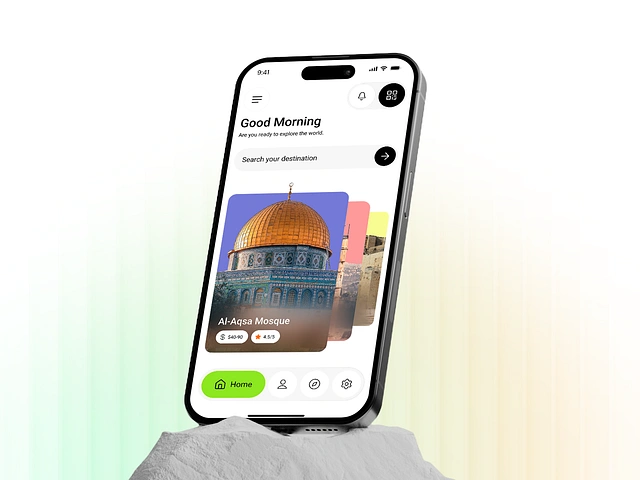 9:41
Good Morning
Are you ready to explore the world.
Search your destination
Al-Aqsa Mosque
$40-90
4.5/5
Home